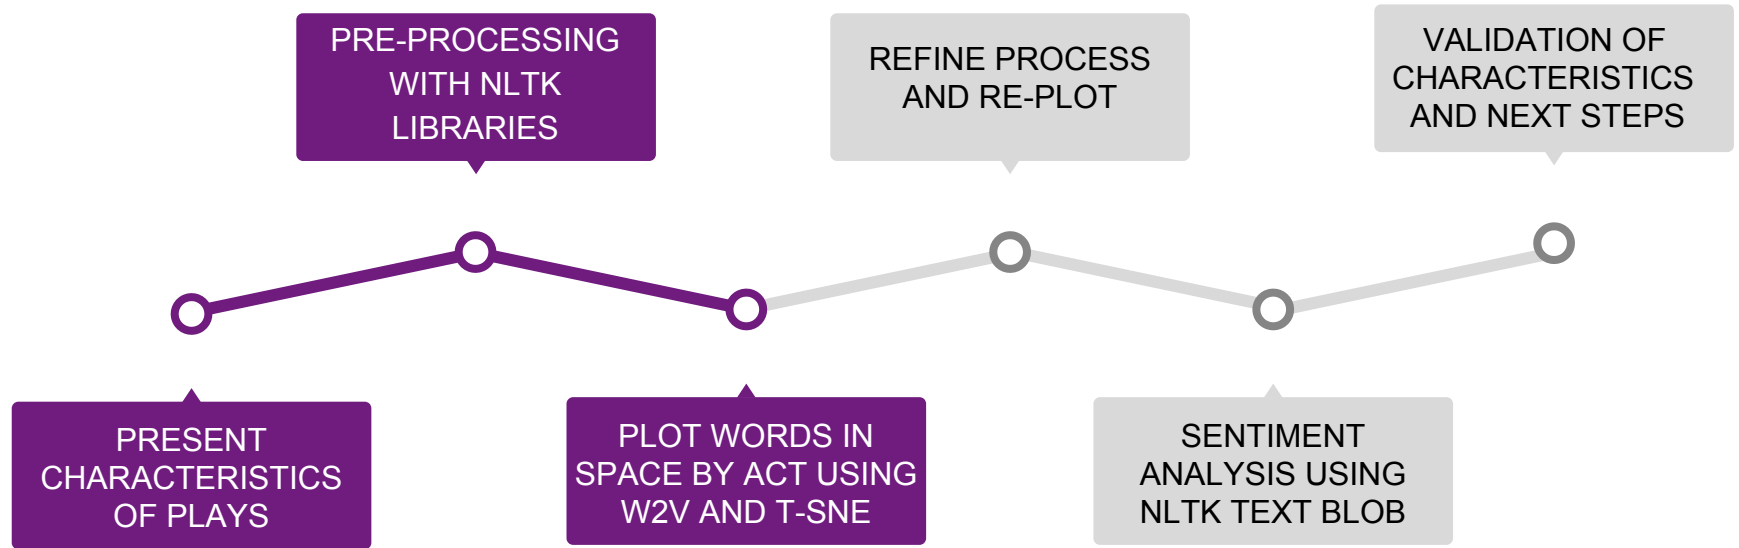 PRE-PROCESSING
WITH NLTK
LIBRARIES
REFINE PROCESS
AND RE-PLOT
VALIDATION OF
CHARACTERISTICS
AND NEXT STEPS
PRESENT
CHARACTERISTICS
OF PLAYS
PLOT WORDS IN
SPACE BY ACT USING
W2V AND T-SNE
SENTIMENT
ANALYSIS USING
NLTK TEXT BLOB